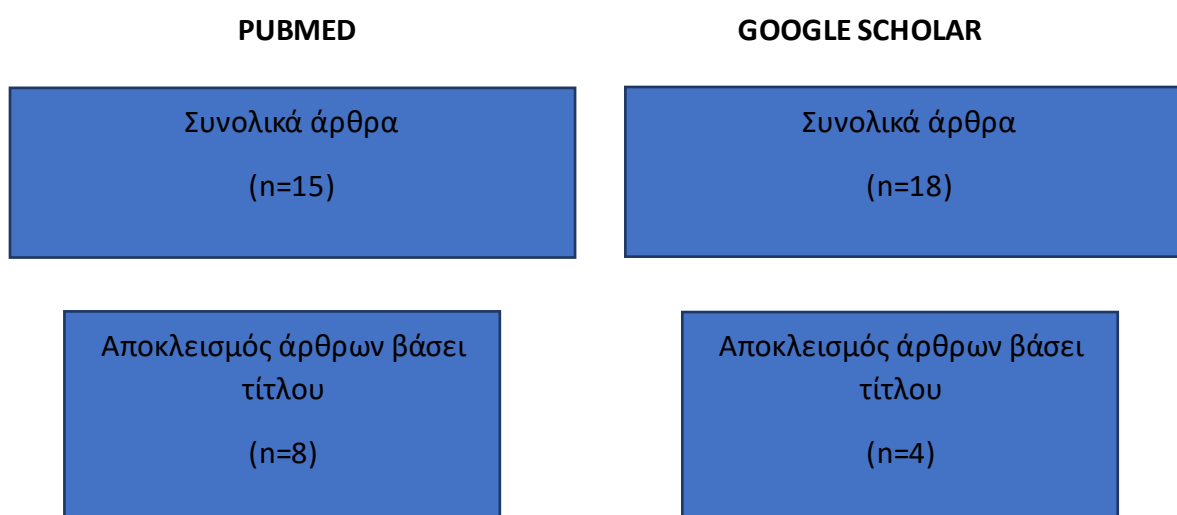 PUBMED
GOOGLE SCHOLAR
Συνολικά άρθρα
(n=15)
Συνολικά άρθρα
(n=18)
Αποκλεισμός άρθρων βάσει
τίτλου
(n=8)
Αποκλεισμός άρθρων βάσει
τίτλου
(n=4)